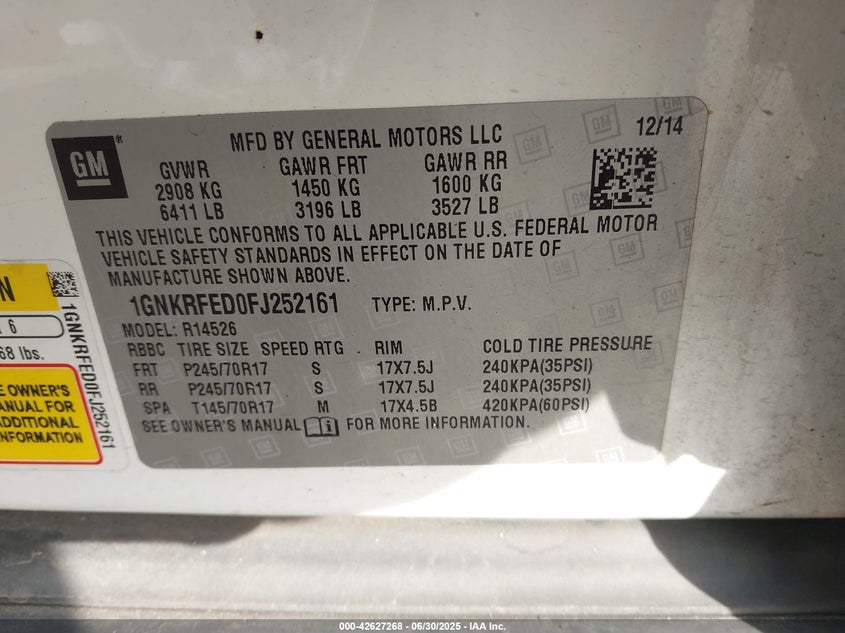 GM
MFD BY GENERAL MOTORS LLC
12/14
GVWR GAWR FRT GAWR RR
2908 KG 1450 KG 1600 KG
6411 LB 3196 LB 3527 LB
THIS VEHICLE CONFORMS TO ALL APPLICABLE U.S. FEDERAL MOTOR
VEHICLE SAFETY STANDARDS IN EFFECT ON THE DATE OF
MANUFACTURE SHOWN ABOVE.
1GNKRFED0FJ252161 TYPE: M.P.V.
MODEL: R14526
RBBC TIRE SIZE SPEED RTG RIM COLD TIRE PRESSURE
FRT P245/70R17 S 17X7.5J 240KPA(35PSI)
RR P245/70R17 S 17X7.5J 240KPA(35PSI)
SPA T145/70R17 M 17X4.5B 420KPA(60PSI)
SEE OWNER'S MANUAL FOR MORE INFORMATION.
N
6
68 lbs.
OWNER'S
MANUAL FOR
ADDITIONAL
INFORMATION
1GNKRFED0FJ252161
000-42627268 - 06/30/2025 - IAA Inc.